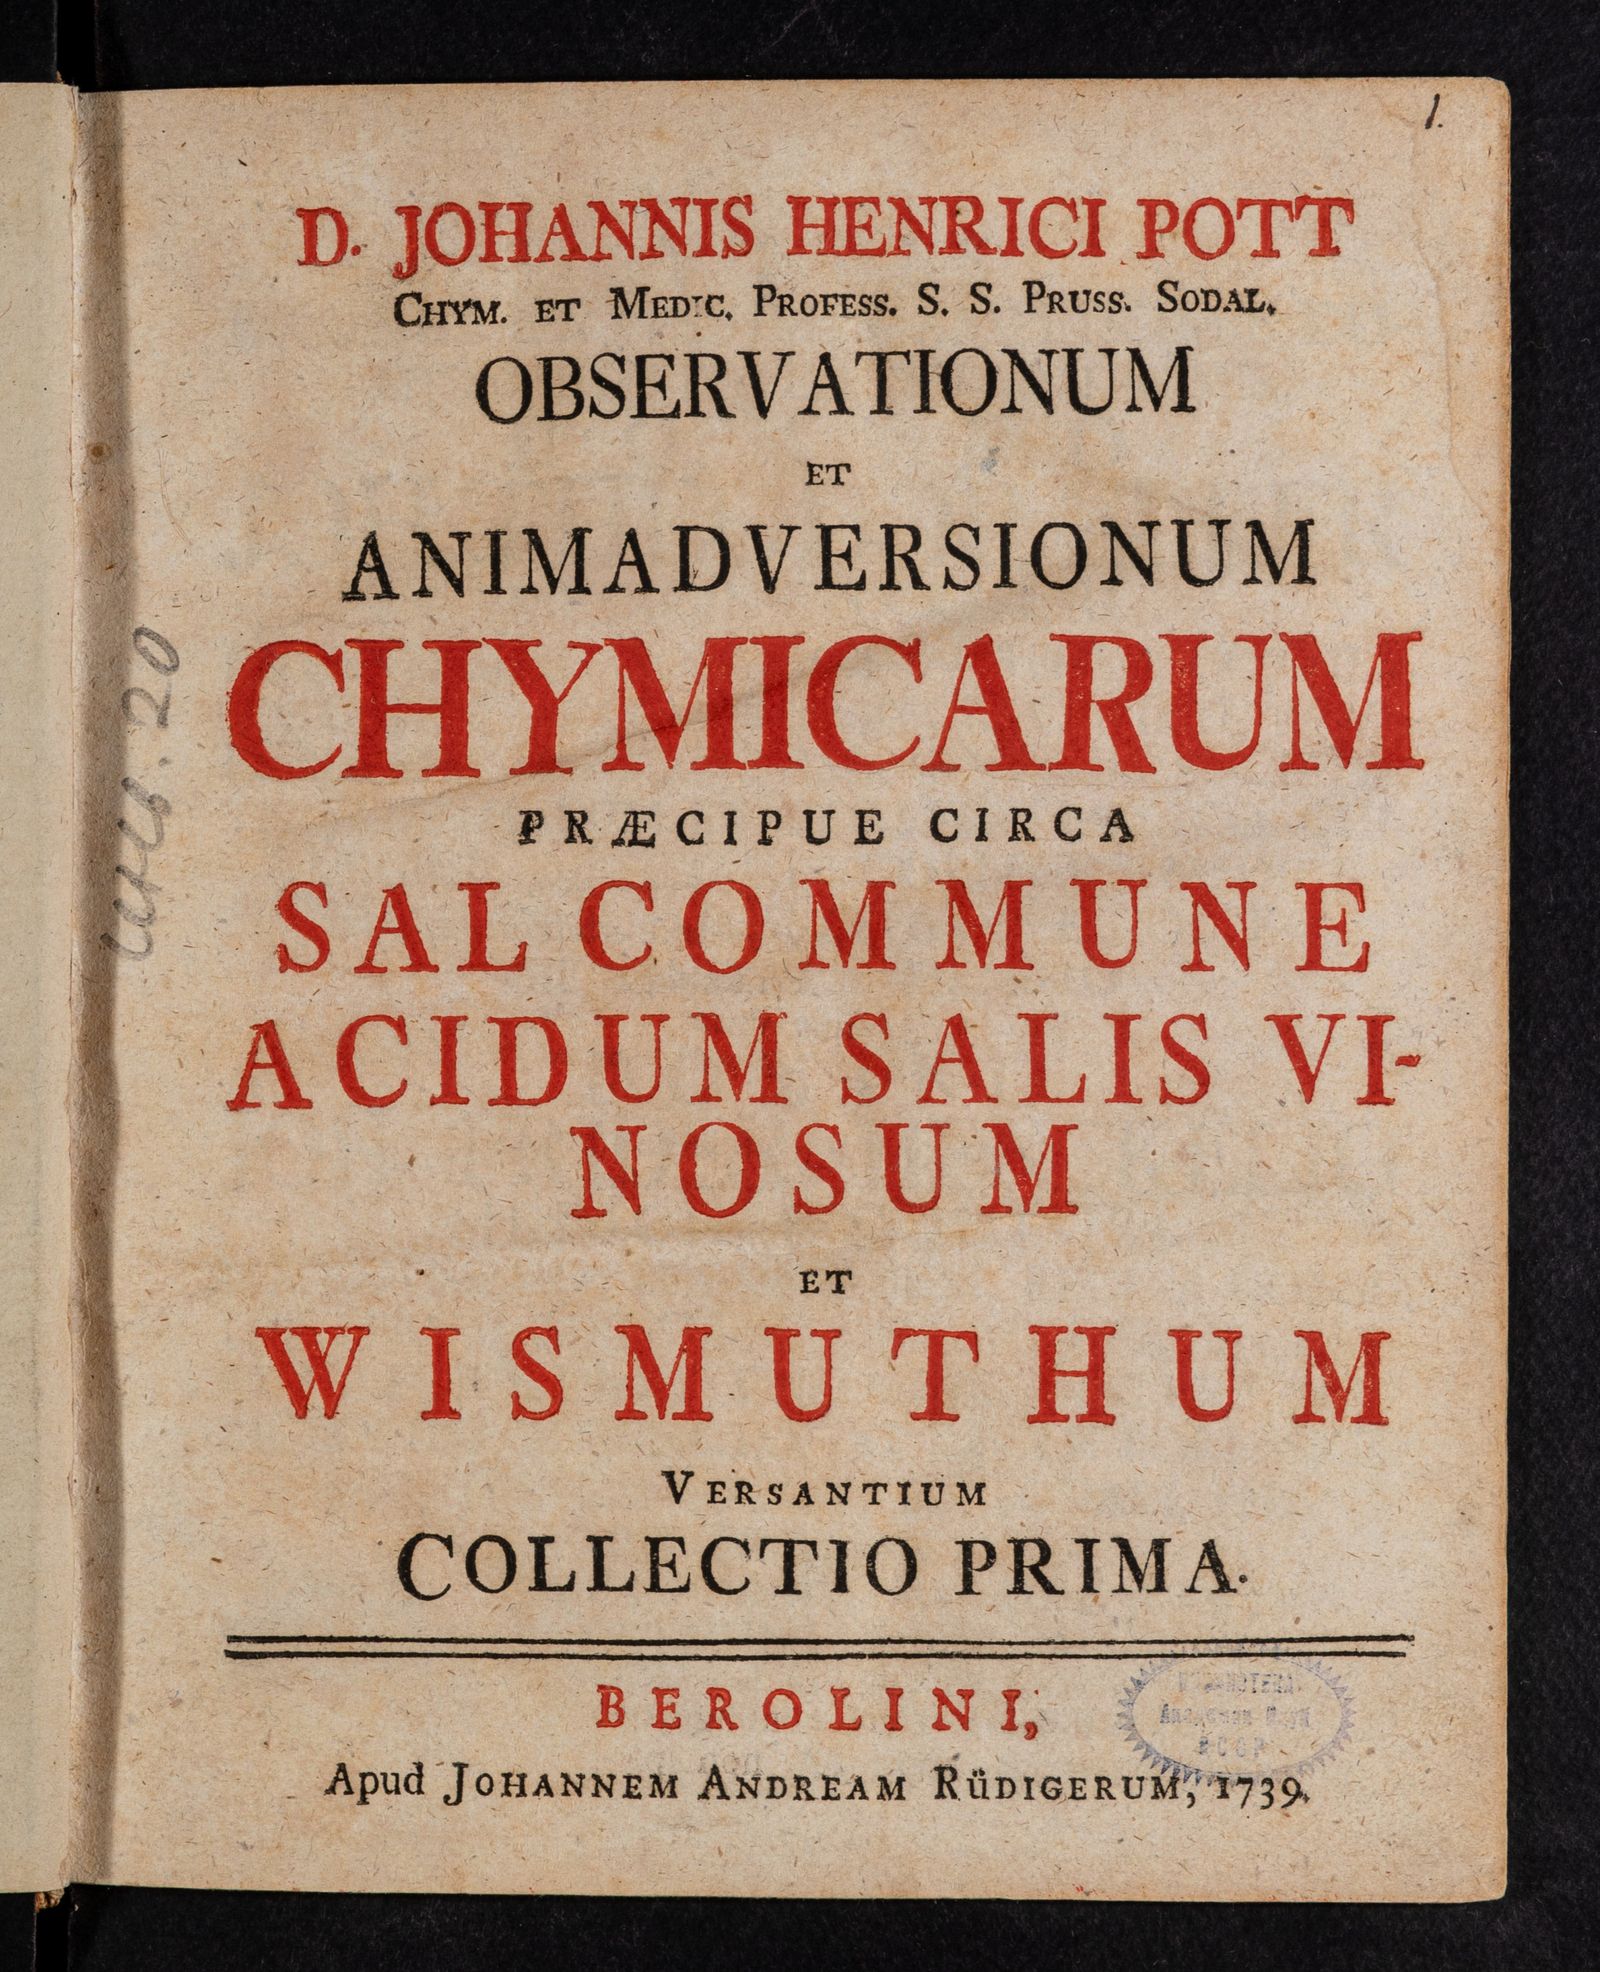 1.
D. JOHANNIS HENRICI POTT
CHYM. ET MEDIC. PROFESS. S. S. PRUSS. SODAL.
OBSERVATIONUM
ET
ANIMADVERSIONUM
CHYMICARUM
PRÆCIPUE CIRCA
SAL COMMUNE
ACIDUM SALIS VI-
NOSUM
ET
WISMUTHUM
VERSANTIUM
COLLECTIO PRIMA.
BEROLINI,
Apud JOHANNEM ANDREAM RÜDIGERUM, 1739.
20